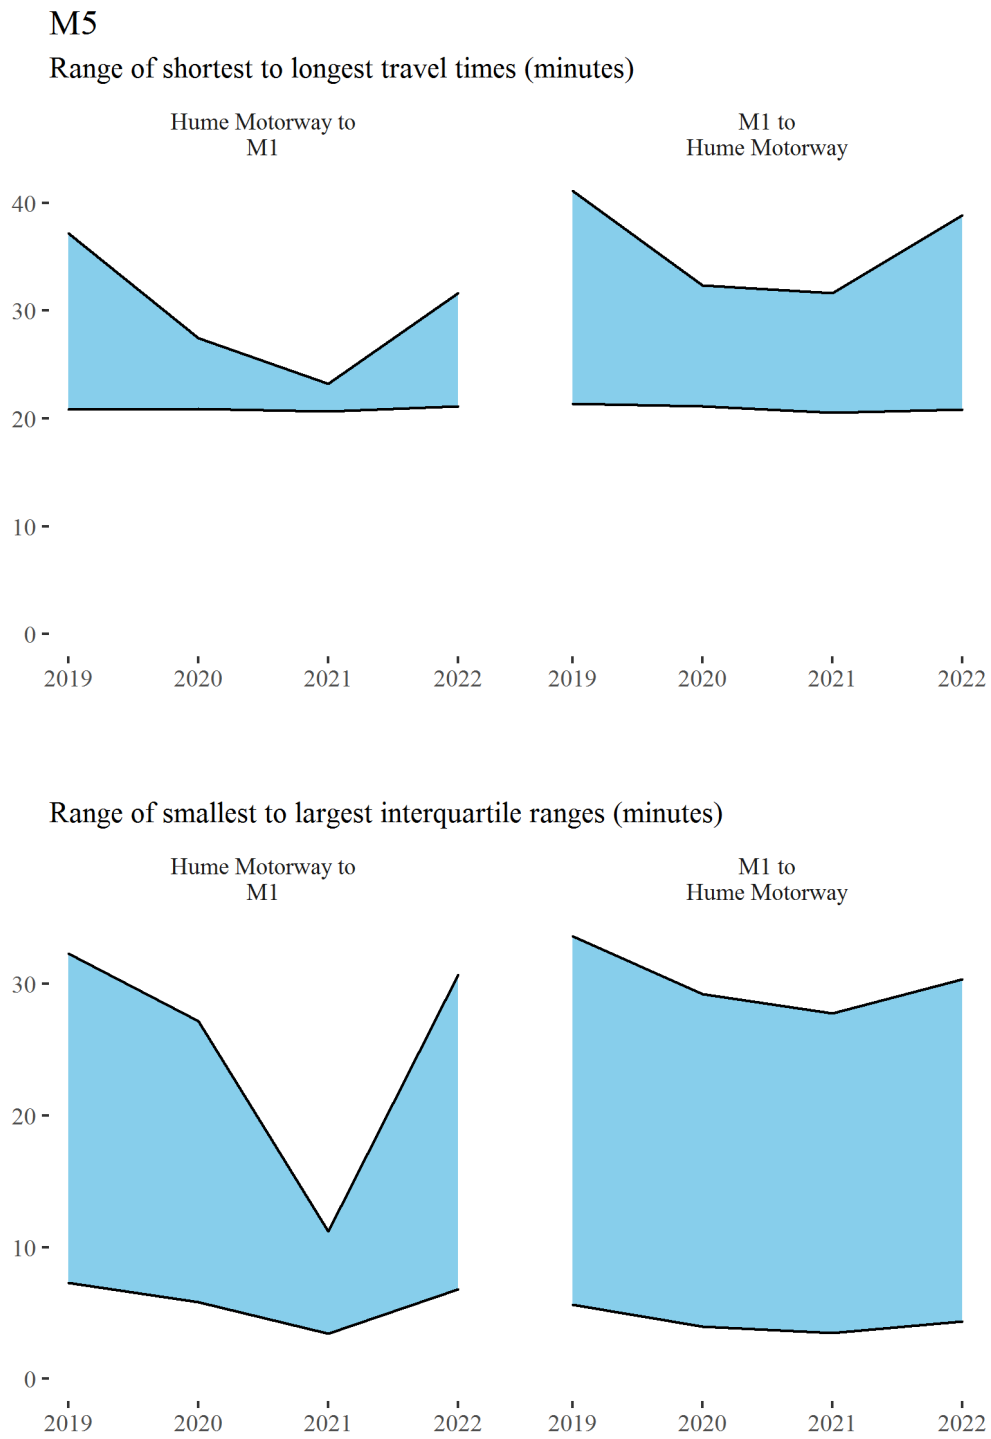 M5
Range of shortest to longest travel times (minutes)
Hume Motorway to
M1
M1 to
Hume Motorway
40
30
20
10
0
2019 2020 2021 2022 2019 2020 2021 2022
Range of smallest to largest interquartile ranges (minutes)
Hume Motorway to
M1
M1 to
Hume Motorway
30
20
10
0
2019 2020 2021 2022 2019 2020 2021 2022